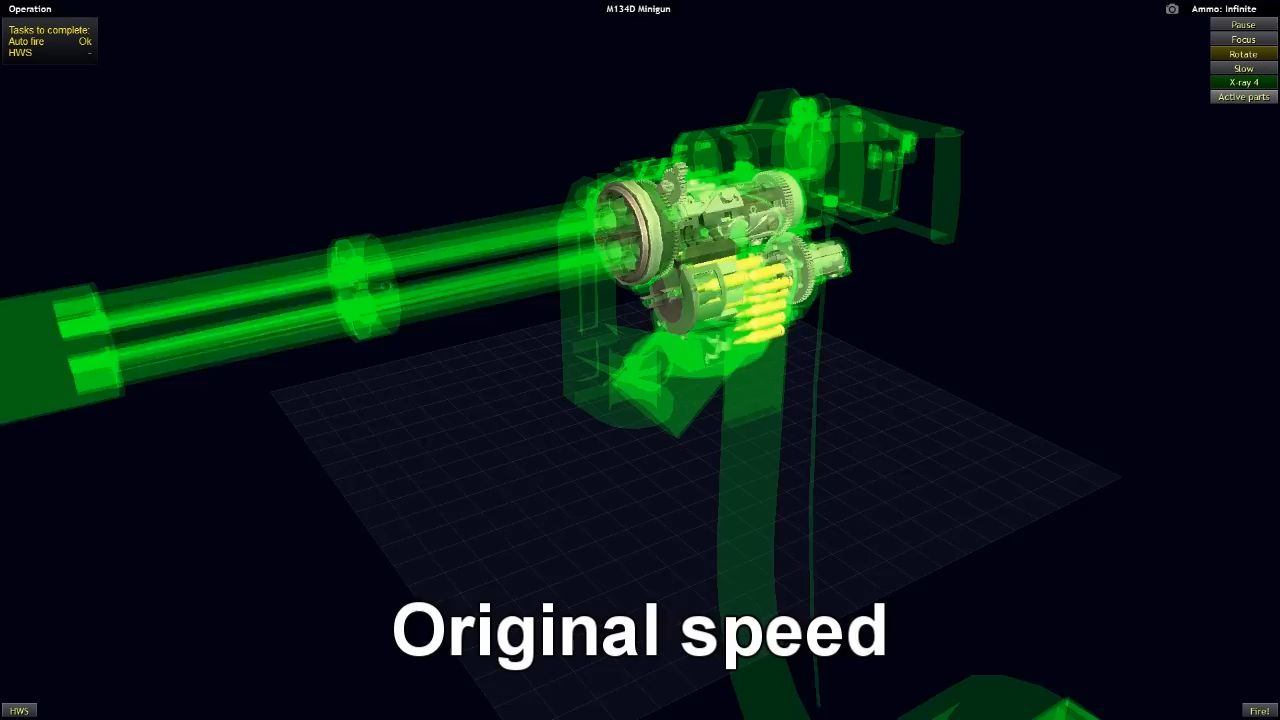 Operation
M134D Minigun
Ammo: Infinite
Tasks to complete:
Auto fire Ok
HWS -
Pause
Focus
Rotate
Slow
X-ray 4
Active parts
Original speed
HWS
Fire!